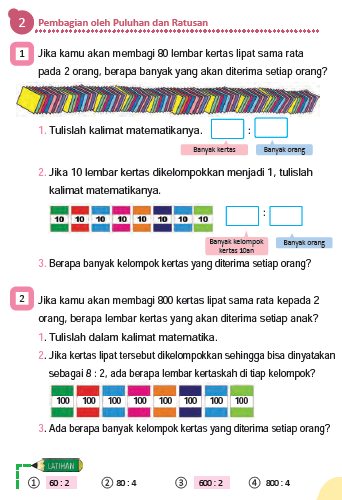 2 Pembagian oleh Puluhan dan Ratusan
1 Jika kamu akan membagi 80 lembar kertas lipat sama rata
pada 2 orang, berapa banyak yang akan diterima setiap orang?
1. Tulislah kalimat matematikanya. :
Banyak kertas Banyak orang
2. Jika 10 lembar kertas dikelompokkan menjadi 1, tulislah
kalimat matematikanya.
10 10 10 10 10 10 10 10 :
Banyak kelompok Banyak orang
kertas 10an
3. Berapa banyak kelompok kertas yang diterima setiap orang?
2 Jika kamu akan membagi 800 kertas lipat sama rata kepada 2
orang, berapa lembar kertas yang akan diterima setiap anak?
1. Tulislah dalam kalimat matematika.
2. Jika kertas lipat tersebut dikelompokkan sehingga bisa dinyatakan
sebagai 8 : 2, ada berapa lembar kertaskah di tiap kelompok?
100 100 100 100 100 100 100 100
3. Ada berapa banyak kelompok kertas yang diterima setiap orang?
LATIHAN
① 60 : 2 ② 80 : 4 ③ 600 : 2 ④ 800 : 4